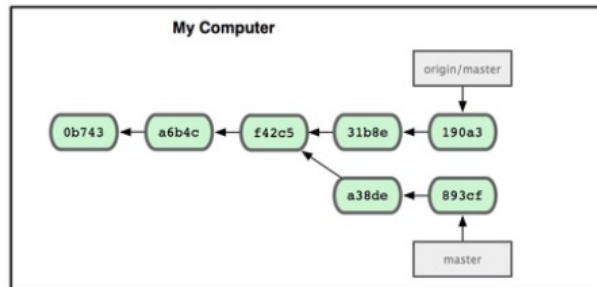 My Computer
origin/master
0b743 a6b4c f42c5 31b8e 190a3
a38de 893cf
master